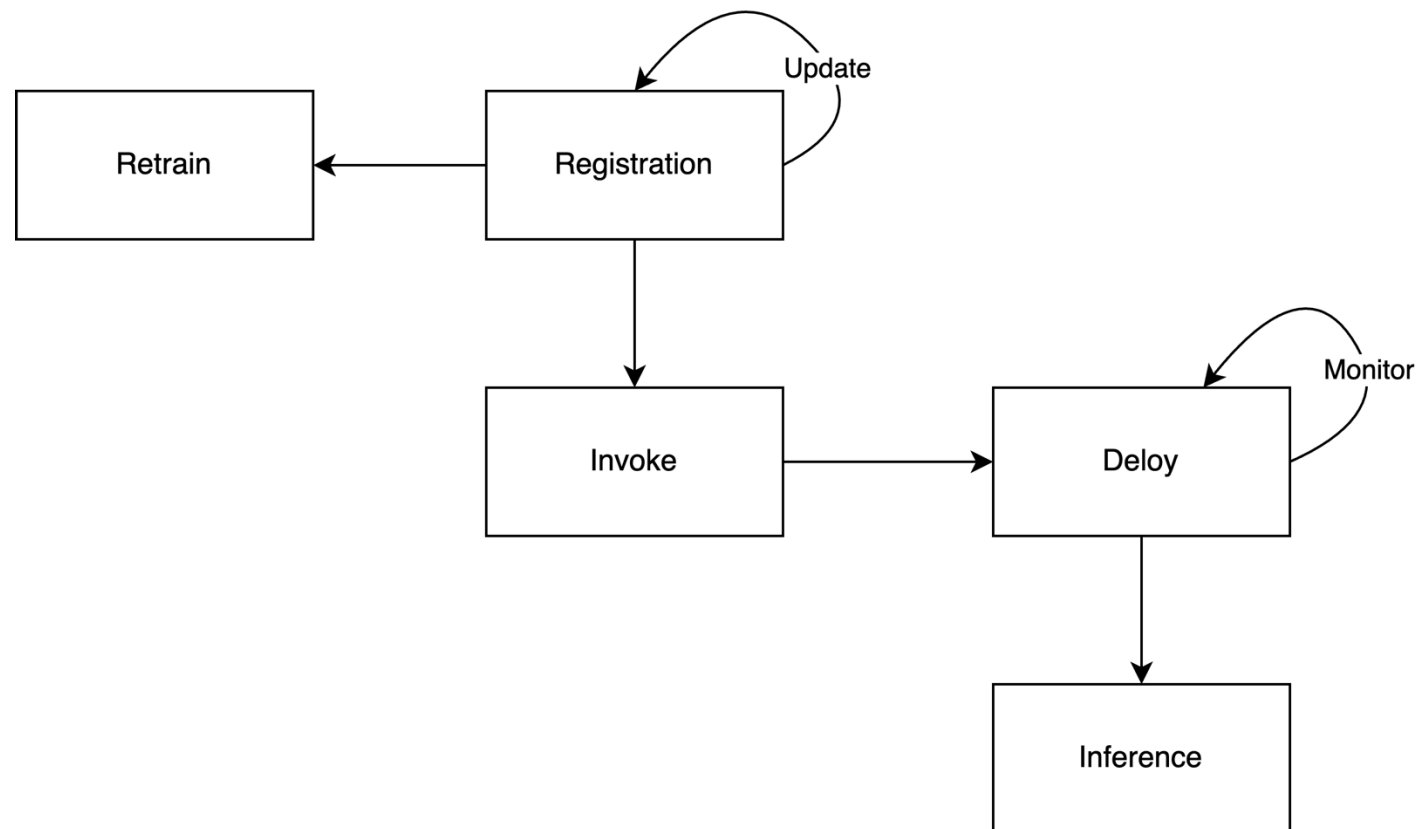 Update
Retrain
Registration
Monitor
Invoke
Deloy
Inference